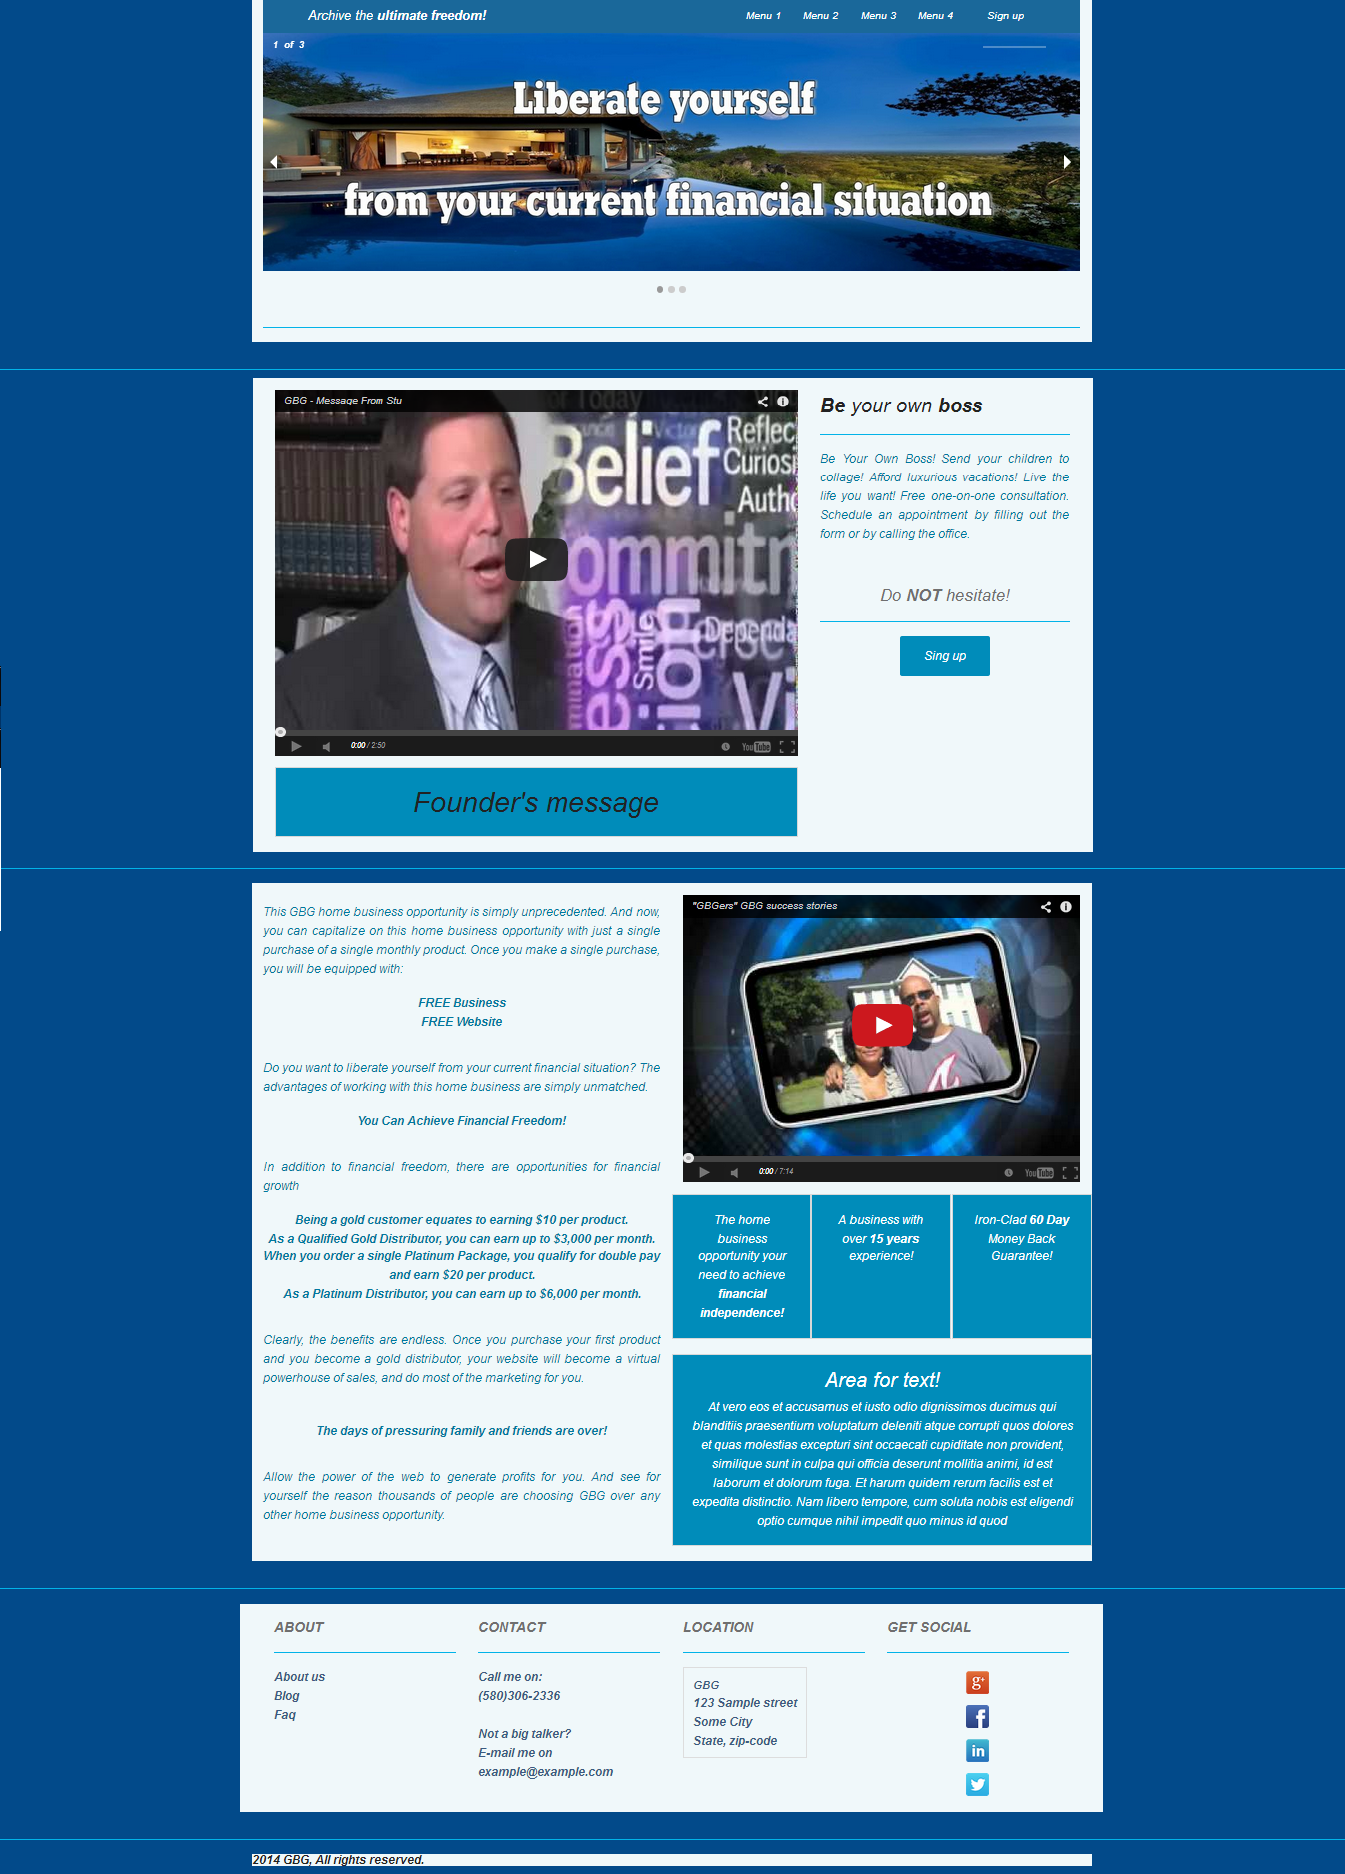 Archive the ultimate freedom!
Menu 1 Menu 2 Menu 3 Menu 4 Sign up
1 of 3
Liberate yourself
from your current financial situation
GBG - Message From Stu
Belief
Reflec
Curios
Autho
ommitm
Smile
Depend
0:00 / 2:50
YouTube
Founder's message
Be your own boss
Be Your Own Boss! Send your children to
collage! Afford luxurious vacations! Live the
life you want! Free one-on-one consultation.
Schedule an appointment by filling out the
form or by calling the office.
Do NOT hesitate!
Sing up
This GBG home business opportunity is simply unprecedented. And now,
you can capitalize on this home business opportunity with just a single
purchase of a single monthly product. Once you make a single purchase,
you will be equipped with:
FREE Business
FREE Website
Do you want to liberate yourself from your current financial situation? The
advantages of working with this home business are simply unmatched.
You Can Achieve Financial Freedom!
In addition to financial freedom, there are opportunities for financial
growth
Being a gold customer equates to earning $10 per product.
As a Qualified Gold Distributor, you can earn up to $3,000 per month.
When you order a single Platinum Package, you qualify for double pay
and earn $20 per product.
As a Platinum Distributor, you can earn up to $6,000 per month.
Clearly, the benefits are endless. Once you purchase your first product
and you become a gold distributor, your website will become a virtual
powerhouse of sales, and do most of the marketing for you.
The days of pressuring family and friends are over!
Allow the power of the web to generate profits for you. And see for
yourself the reason thousands of people are choosing GBG over any
other home business opportunity.
"GBGers" GBG success stories
0:00 / 7:14
YouTube
The home
business
opportunity your
need to achieve
financial
independence!
A business with
over 15 years
experience!
Iron-Clad 60 Day
Money Back
Guarantee!
Area for text!
At vero eos et accusamus et iusto odio dignissimos ducimus qui
blanditiis praesentium voluptatum deleniti atque corrupti quos dolores
et quas molestias excepturi sint occaecati cupiditate non provident,
similique sunt in culpa qui officia deserunt mollitia animi, id est
laborum et dolorum fuga. Et harum quidem rerum facilis est et
expedita distinctio. Nam libero tempore, cum soluta nobis est eligendi
optio cumque nihil impedit quo minus id quod
ABOUT
About us
Blog
Faq
CONTACT
Call me on:
(580)306-2336
Not a big talker?
E-mail me on
example@example.com
LOCATION
GBG
123 Sample street
Some City
State, zip-code
GET SOCIAL
g+
f
in
2014 GBG, All rights reserved.